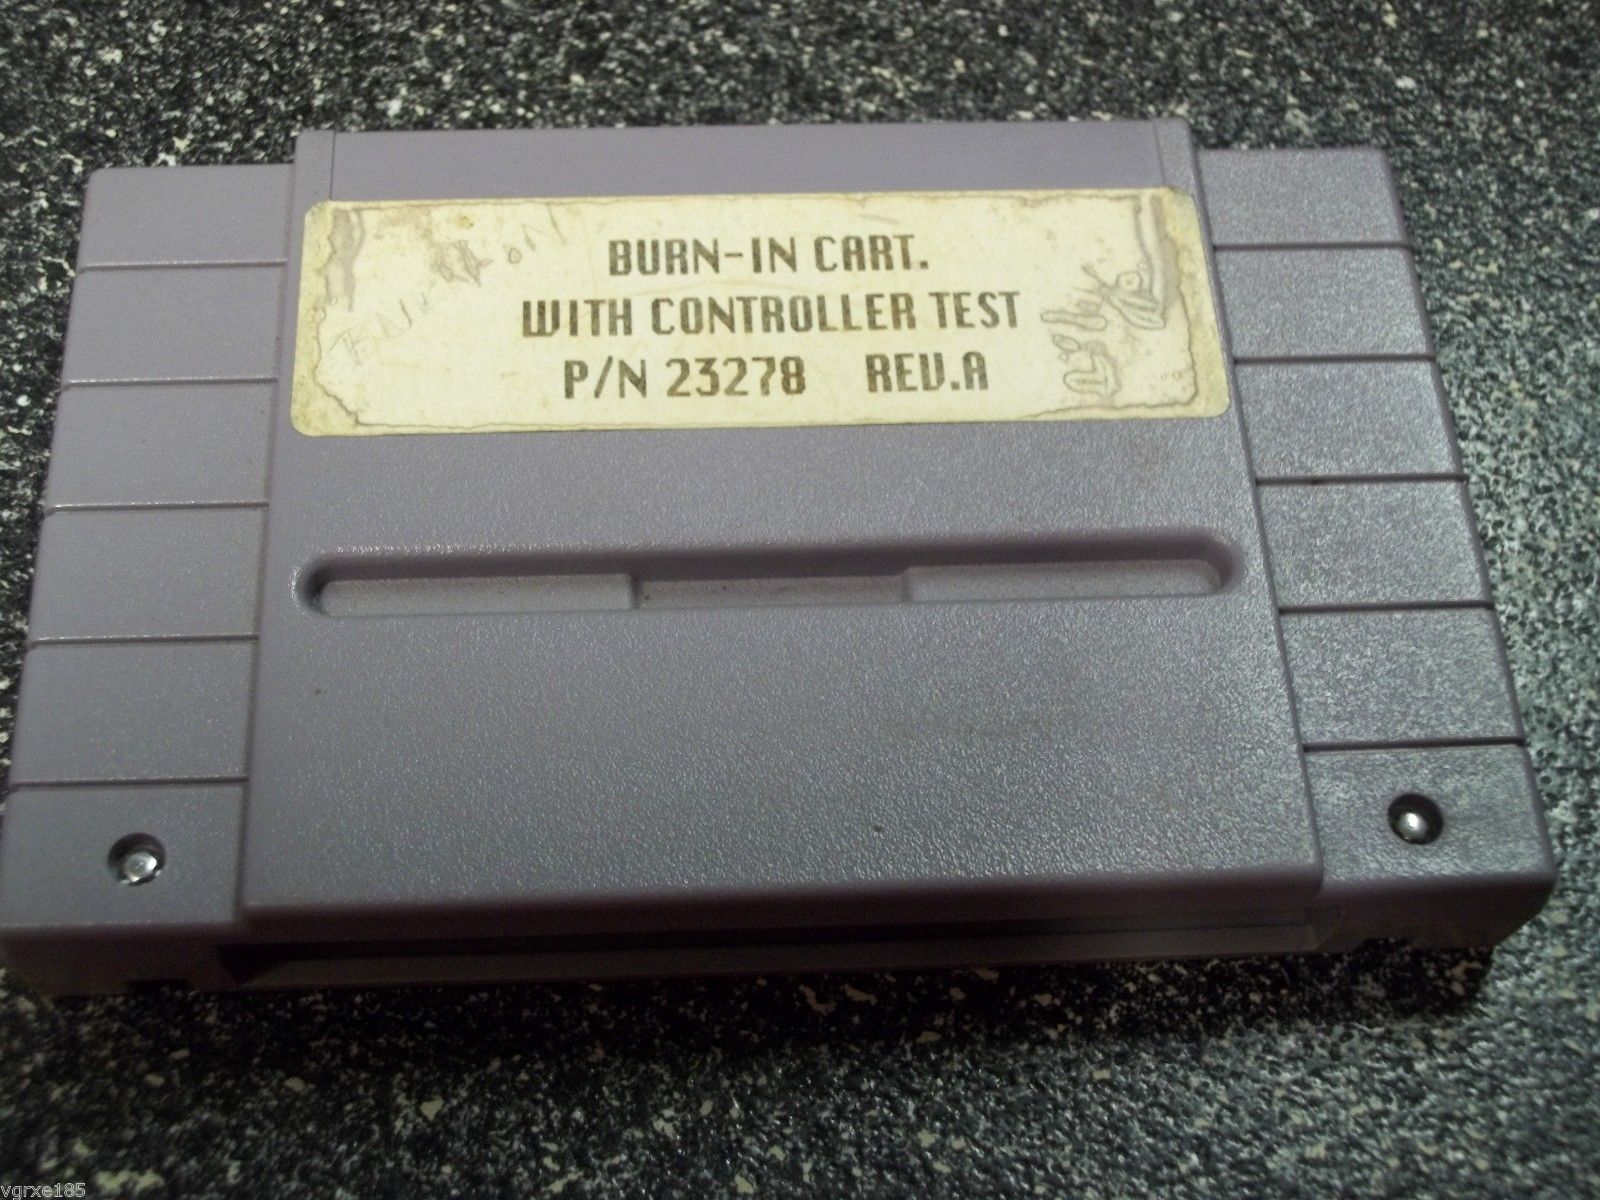 BURN-IN CART.
WITH CONTROLLER TEST
P/N 23278 REV.A
vgrxe185